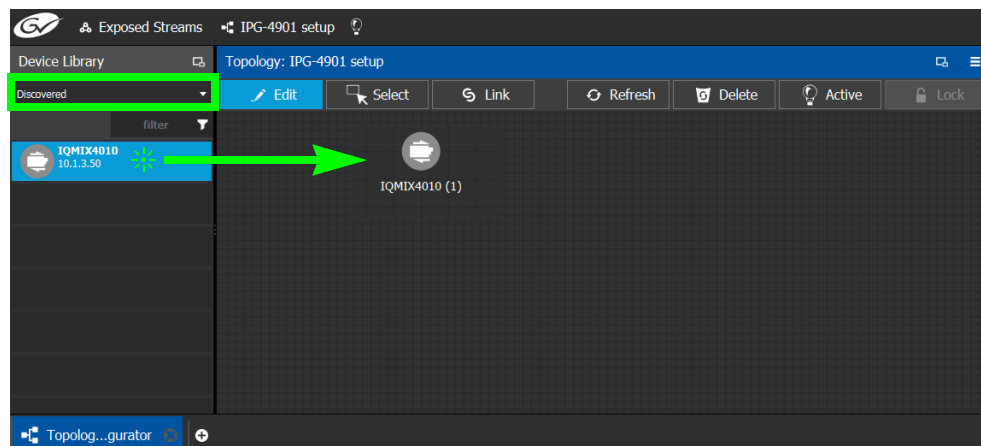 GV Exposed Streams IPG-4901 setup
Device Library
Topology: IPG-4901 setup
Discovered
Edit Select Link Refresh Delete Active Lock
filter
IQMIX4010
10.1.3.50
IQMIX4010 (1)
Topolog...gurator